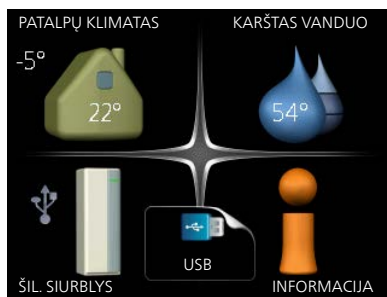 PATALPŲ KLIMATAS
KARŠTAS VANDUO
-5°
22°
54°
USB
ŠIL. SIURBLYS
INFORMACIJA